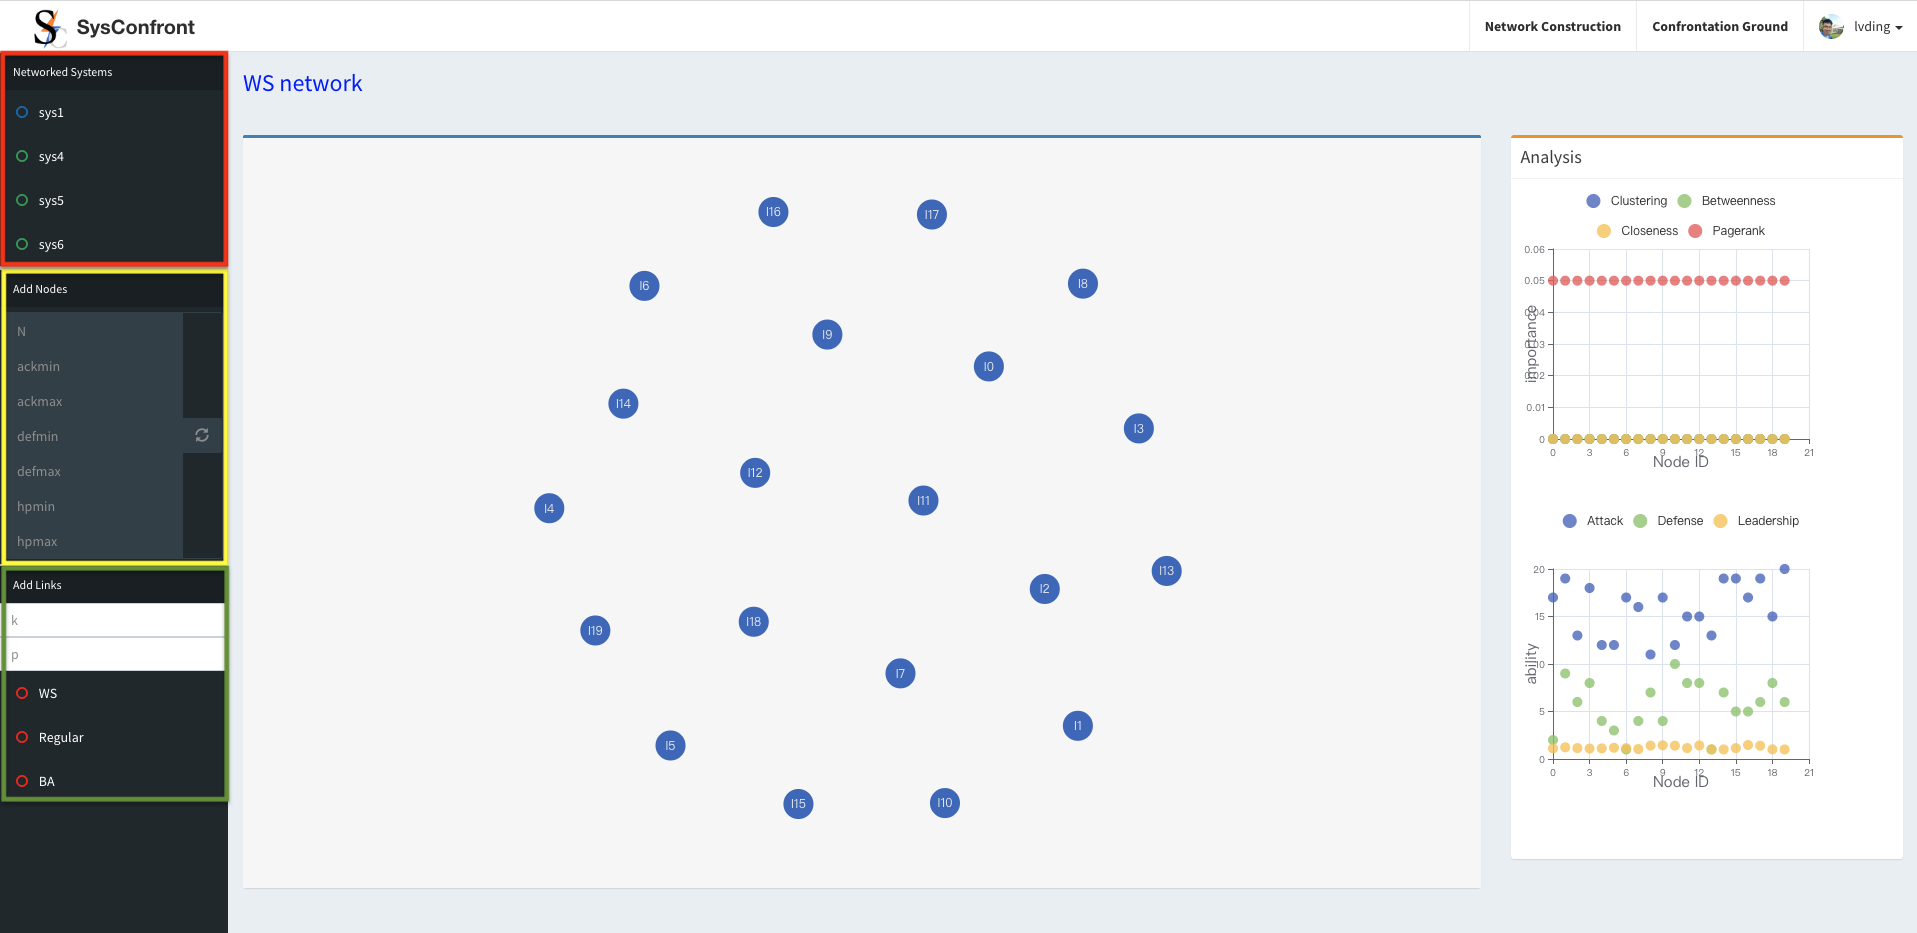 SysConfront
Network Construction
Confrontation Ground
lvding
Networked Systems
sys1
sys4
sys5
sys6
Add Nodes
N
ackmin
ackmax
defmin
defmax
hpmin
hpmax
Add Links
k
p
WS
Regular
BA
WS network
I16
I17
I6
I8
I9
I0
I14
I3
I12
I11
I4
I13
I2
I18
I19
I7
I1
I5
I15
I10
Analysis
Clustering Betweenness
Closeness Pagerank
0.06
0.05
0.04
0.03
0.02
0.01
0
importance
0 3 6 9 12 15 18 21
Node ID
Attack Defense Leadership
20
15
10
5
0
ability
0 3 6 9 12 15 18 21
Node ID